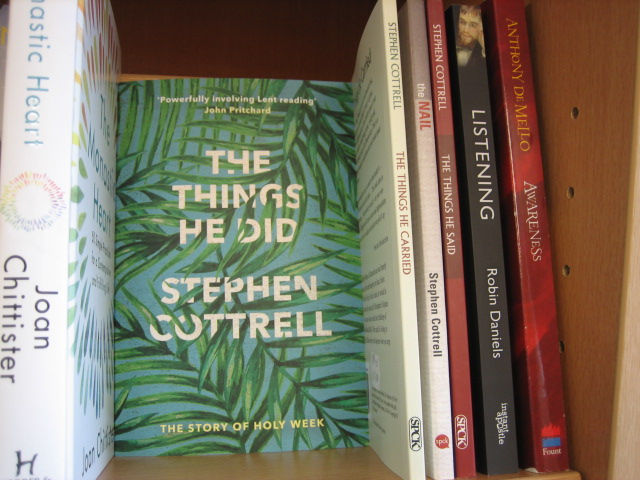 nastic Heart
Joan
Chittister
'Powerfully involving Lent reading'
John Pritchard
THE
THINGS
HE DID
STEPHEN
COTTRELL
THE STORY OF HOLY WEEK
STEPHEN COTTRELL
THE THINGS HE CARRIED
SPCK
the NAIL
Stephen Cottrell
spck
STEPHEN COTTRELL
THE THINGS HE SAID
SPCK
LISTENING
Robin Daniels
instant
apostle
ANTHONY DE MELLO
AWARENESS
Fount